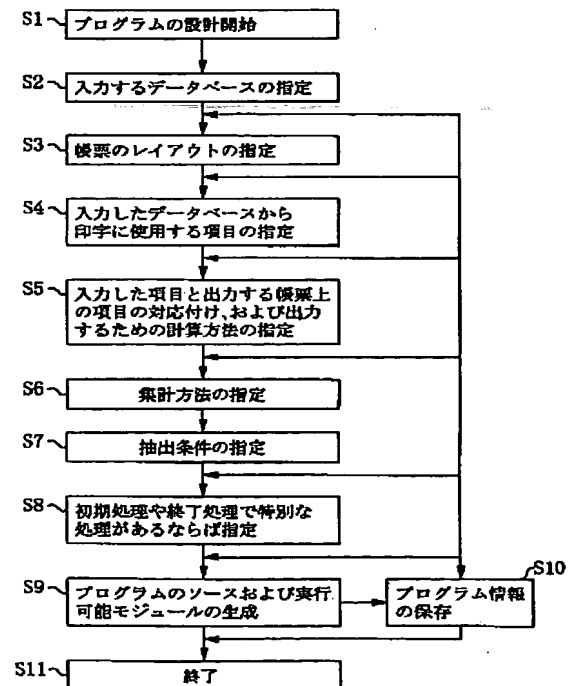 S1 プログラムの設計開始
S2 入力するデータベースの指定
S3 帳票のレイアウトの指定
S4 入力したデータベースから
印字に使用する項目の指定
S5 入力した項目と出力する帳票上
の項目の対応付け、および出力
するための計算方法の指定
S6 集計方法の指定
S7 抽出条件の指定
S8 初期処理や終了処理で特別な
処理があるならば指定
S9 プログラムのソースおよび実行
可能モジュールの生成
S10 プログラム情報
の保存
S11 終了